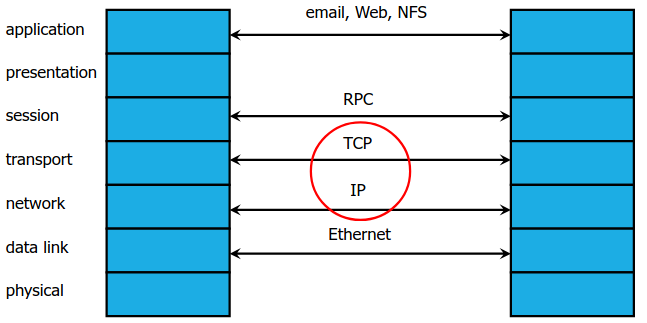 email, Web, NFS
application
presentation
RPC
session
TCP
transport
IP
network
Ethernet
data link
physical